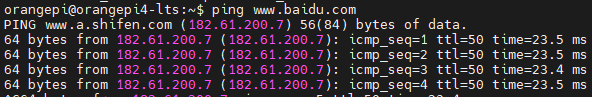 orangepi@orangepi4-lts:~$ ping www.baidu.com
PING www.a.shifen.com (182.61.200.7) 56(84) bytes of data.
64 bytes from 182.61.200.7 (182.61.200.7): icmp_seq=1 ttl=50 time=23.5 ms
64 bytes from 182.61.200.7 (182.61.200.7): icmp_seq=2 ttl=50 time=23.5 ms
64 bytes from 182.61.200.7 (182.61.200.7): icmp_seq=3 ttl=50 time=23.4 ms
64 bytes from 182.61.200.7 (182.61.200.7): icmp_seq=4 ttl=50 time=23.5 ms